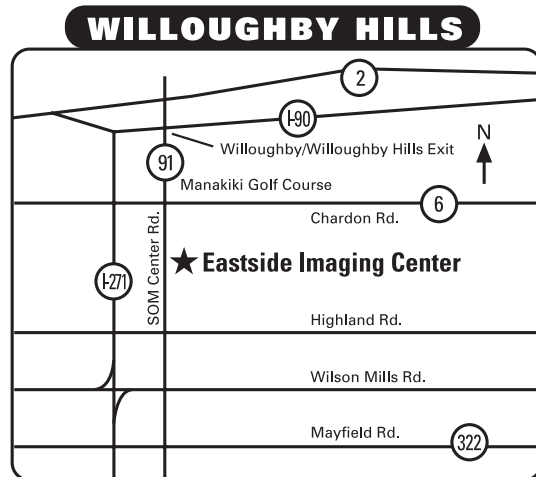 WILLOUGHBY HILLS
2
I-90
N
Willoughby/Willoughby Hills Exit
91
Manakiki Golf Course
6
Chardon Rd.
SOM Center Rd.
★ Eastside Imaging Center
I-271
Highland Rd.
Wilson Mills Rd.
Mayfield Rd.
322